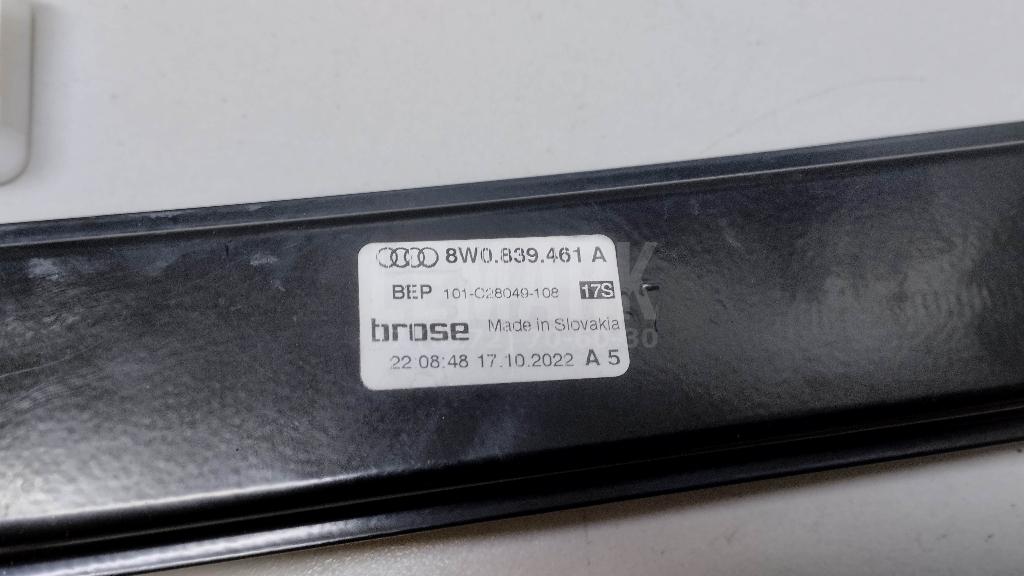 8W0.839.461 A
BEP 101-C28049-108 17S
brose Made in Slovakia
22:08:48 17.10.2022 A 5